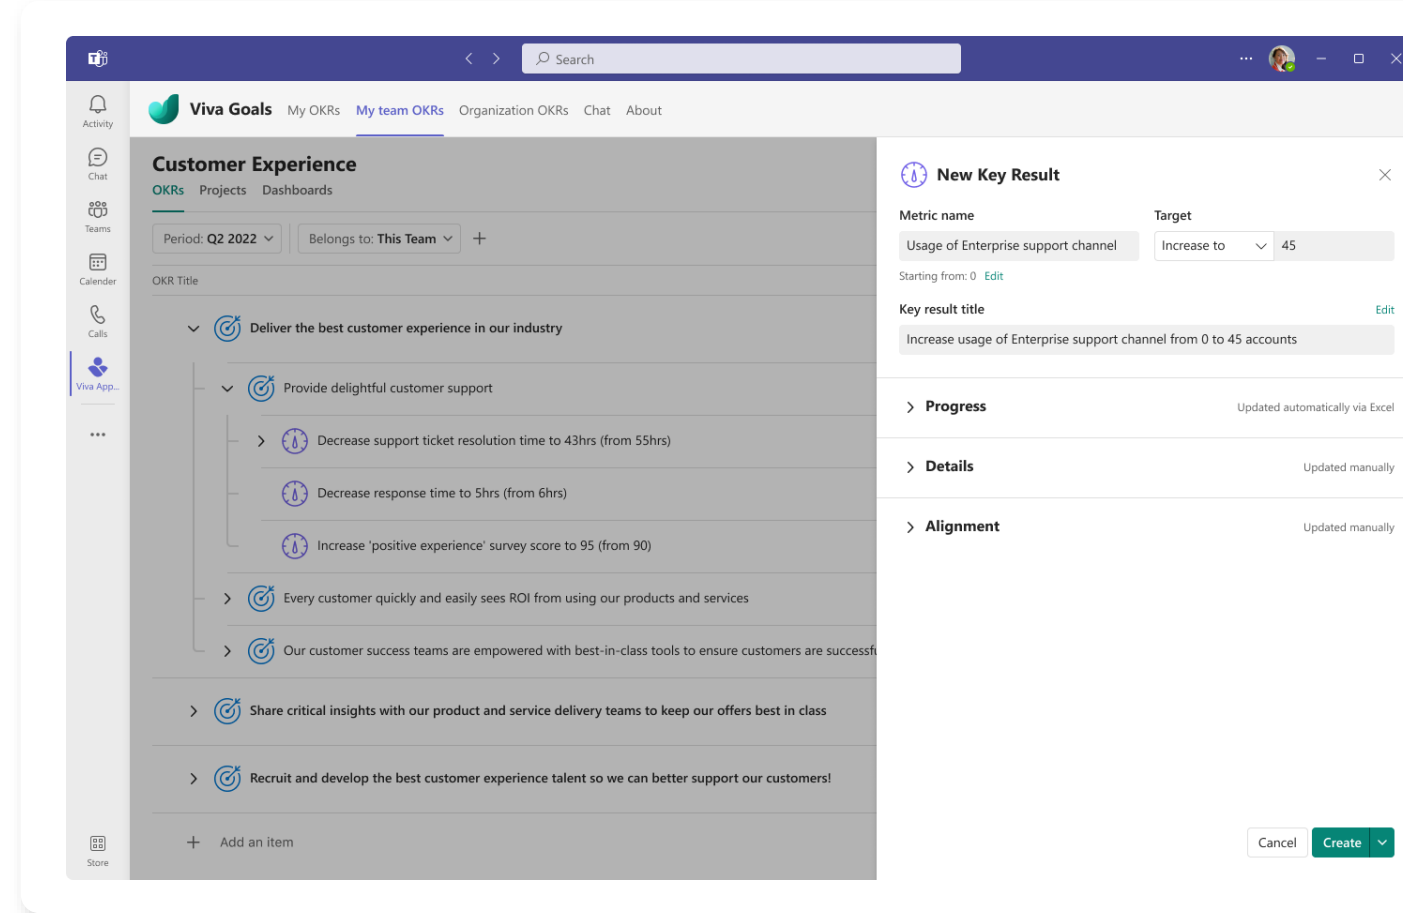 Search
Activity
Chat
Teams
Calender
Calls
Viva App...
Store
Viva Goals My OKRs My team OKRs Organization OKRs Chat About
Customer Experience
OKRs Projects Dashboards
Period: Q2 2022 Belongs to: This Team
OKR Title
Deliver the best customer experience in our industry
Provide delightful customer support
Decrease support ticket resolution time to 43hrs (from 55hrs)
Decrease response time to 5hrs (from 6hrs)
Increase 'positive experience' survey score to 95 (from 90)
Every customer quickly and easily sees ROI from using our products and services
Our customer success teams are empowered with best-in-class tools to ensure customers are successfu
Share critical insights with our product and service delivery teams to keep our offers best in class
Recruit and develop the best customer experience talent so we can better support our customers!
Add an item
New Key Result
Metric name Target
Usage of Enterprise support channel Increase to 45
Starting from: 0 Edit
Key result title Edit
Increase usage of Enterprise support channel from 0 to 45 accounts
Progress Updated automatically via Excel
Details Updated manually
Alignment Updated manually
Cancel Create